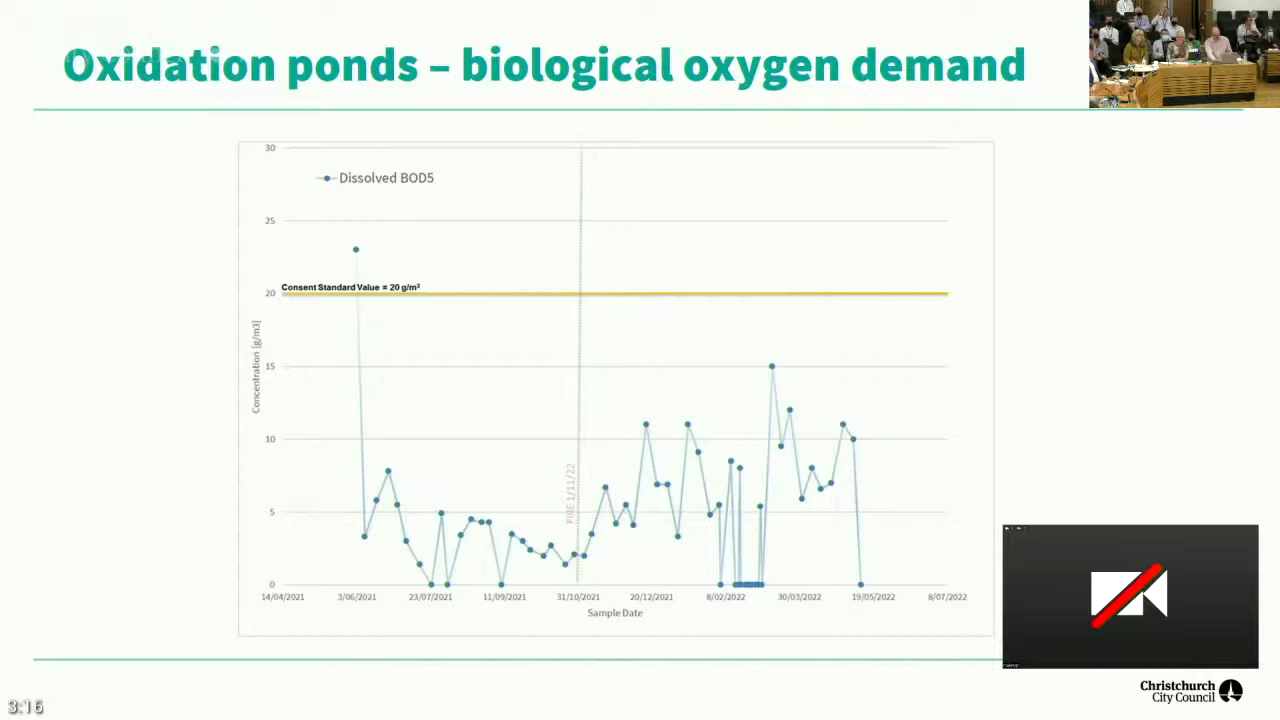 Oxidation ponds – biological oxygen demand
30
Dissolved BOD5
25
Consent Standard Value = 20 g/m³
20
Concentration [g/m3]
15
10
FIRE 1/11/22
5
0
14/04/2021 3/06/2021 23/07/2021 11/09/2021 31/10/2021 20/12/2021 8/02/2022 30/03/2022 19/05/2022 8/07/2022
Sample Date
Christchurch
City Council
3:16